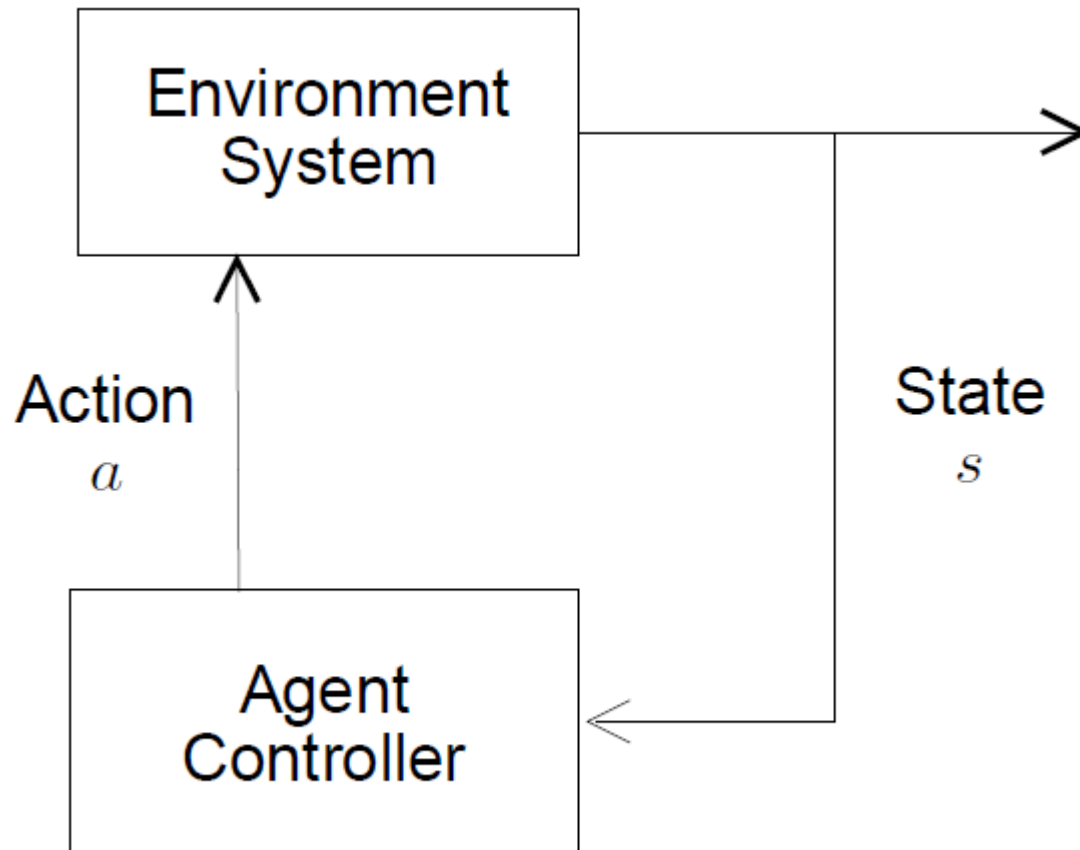 Environment
System
Action
a
State
s
Agent
Controller